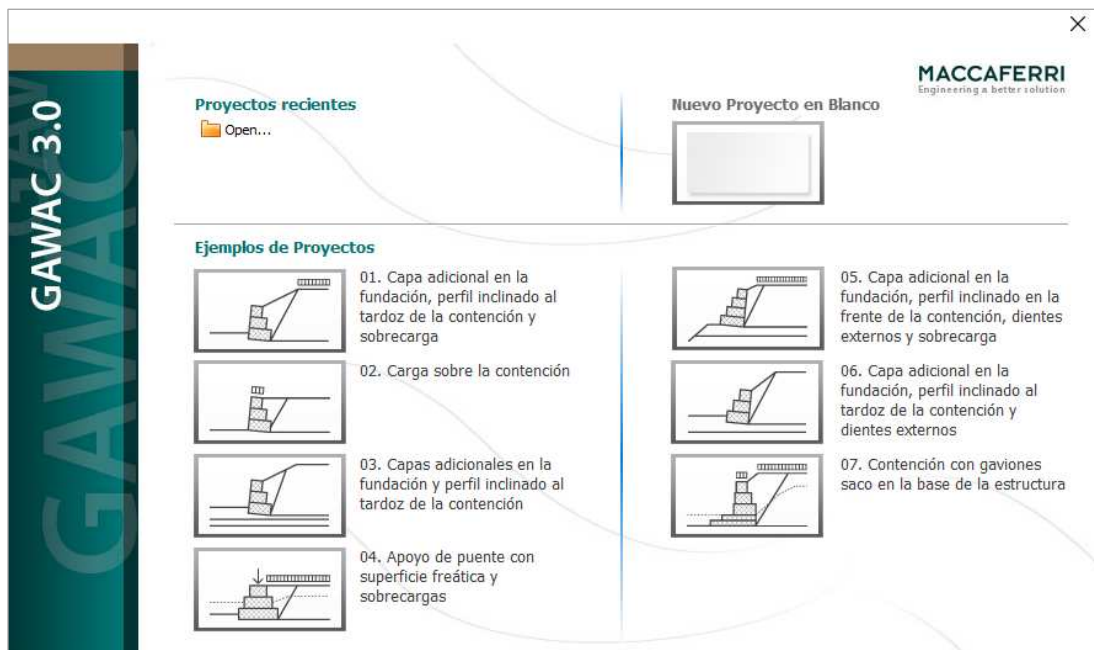 GAWAC 3.0
GAWAC
MACCAFERRI
Engineering a better solution
Proyectos recientes
Open...
Nuevo Proyecto en Blanco
Ejemplos de Proyectos
01. Capa adicional en la
fundación, perfil inclinado al
tardoz de la contención y
sobrecarga
02. Carga sobre la contención
03. Capas adicionales en la
fundación y perfil inclinado al
tardoz de la contención
04. Apoyo de puente con
superficie freática y
sobrecargas
05. Capa adicional en la
fundación, perfil inclinado en la
frente de la contención, dientes
externos y sobrecarga
06. Capa adicional en la
fundación, perfil inclinado al
tardoz de la contención y
dientes externos
07. Contención con gaviones
saco en la base de la estructura